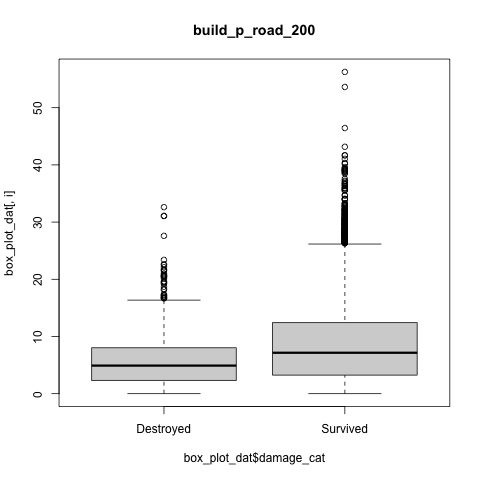 build_p_road_200
box_plot_dat[, i]
50
40
30
20
10
0
Destroyed Survived
box_plot_dat$damage_cat